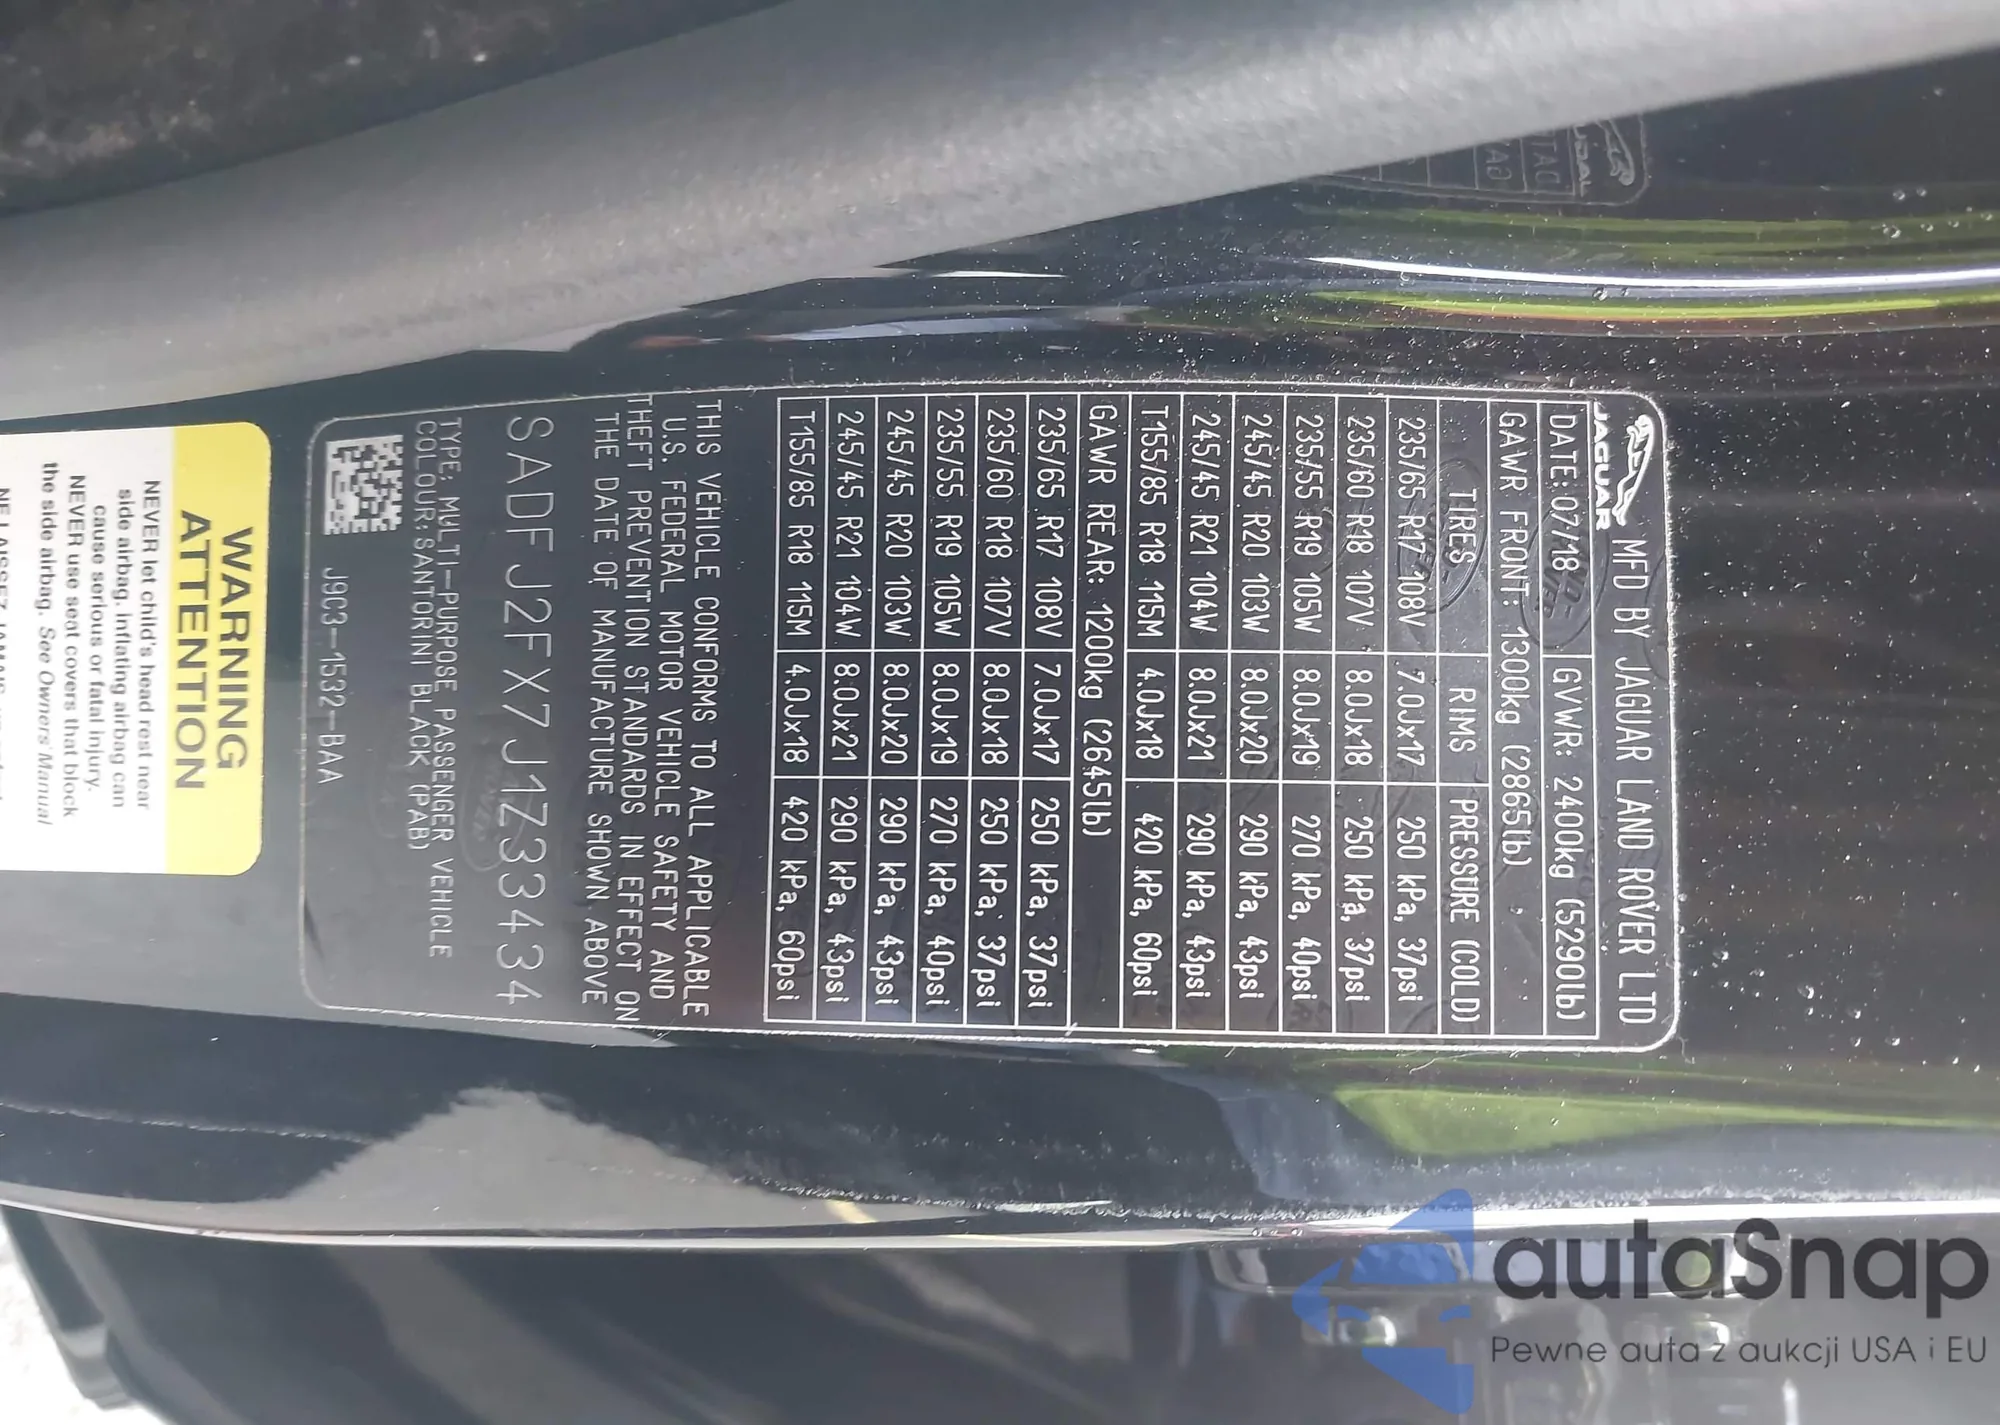 JAGUAR
MFD BY JAGUAR LAND ROVER LTD
DATE: 07/18 GVWR: 2400kg (5290lb)
GAWR FRONT: 1300kg (2865lb)
TIRES RIMS PRESSURE (COLD)
235/65 R17 108V 7.0Jx17 250 kPa, 37psi
235/60 R18 107V 8.0Jx18 250 kPa, 37psi
235/55 R19 105W 8.0Jx19 270 kPa, 40psi
245/45 R20 103W 8.0Jx20 290 kPa, 43psi
245/45 R21 104W 8.0Jx21 290 kPa, 43psi
T155/85 R18 115M 4.0Jx18 420 kPa, 60psi
GAWR REAR: 1200kg (2645lb)
235/65 R17 108V 7.0Jx17 250 kPa, 37psi
235/60 R18 107V 8.0Jx18 250 kPa, 37psi
235/55 R19 105W 8.0Jx19 270 kPa, 40psi
245/45 R20 103W 8.0Jx20 290 kPa, 43psi
245/45 R21 104W 8.0Jx21 290 kPa, 43psi
T155/85 R18 115M 4.0Jx18 420 kPa, 60psi
THIS VEHICLE CONFORMS TO ALL APPLICABLE
U.S. FEDERAL MOTOR VEHICLE SAFETY AND
THEFT PREVENTION STANDARDS IN EFFECT ON
THE DATE OF MANUFACTURE SHOWN ABOVE
SADFJ2FX7J1Z33434
TYPE: MULTI-PURPOSE PASSENGER VEHICLE
COLOUR: SANTORINI BLACK (PAB)
J9C3-1532-BAA
WARNING
ATTENTION
NEVER let child's head rest near
side airbag. Inflating airbag can
cause serious or fatal injury.
NEVER use seat covers that block
the side airbag. See Owners' Manual
autaSnap
Pewne auta z aukcji USA i EU